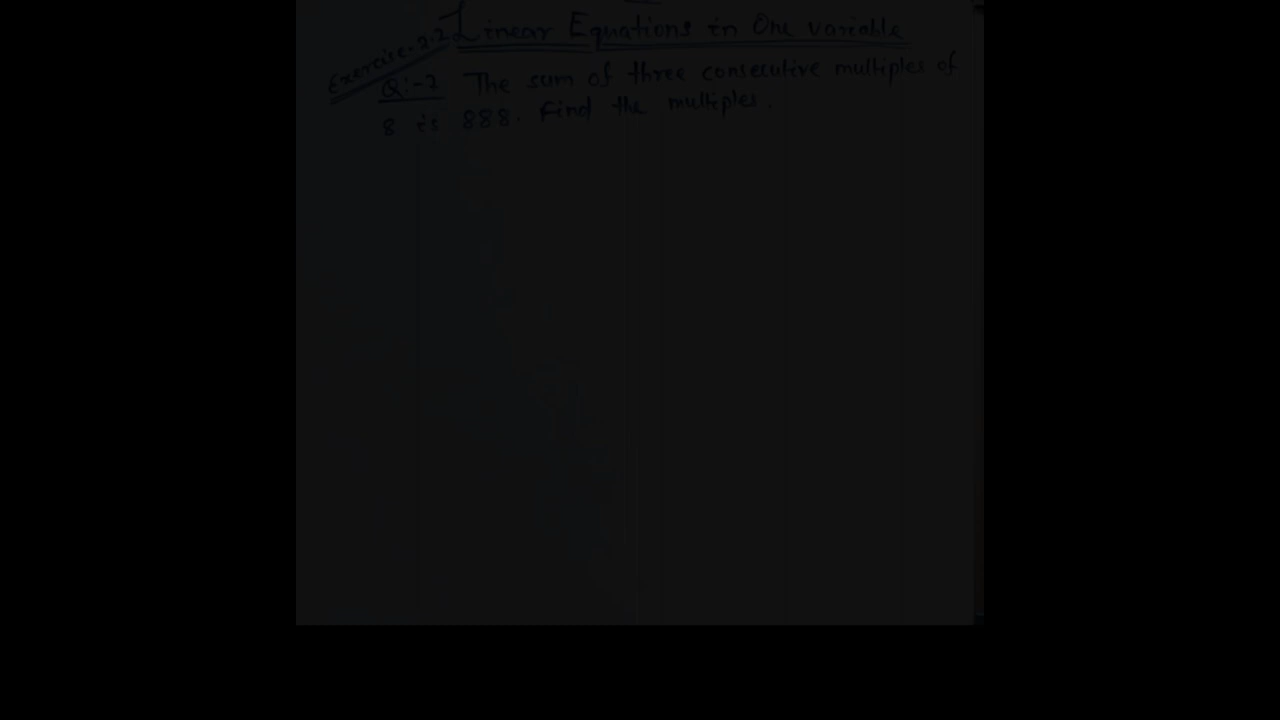 Linear Equations in One variable
Exercise-2.2
Q:-7 The sum of three consecutive multiples of
8 is 888. Find the multiples.